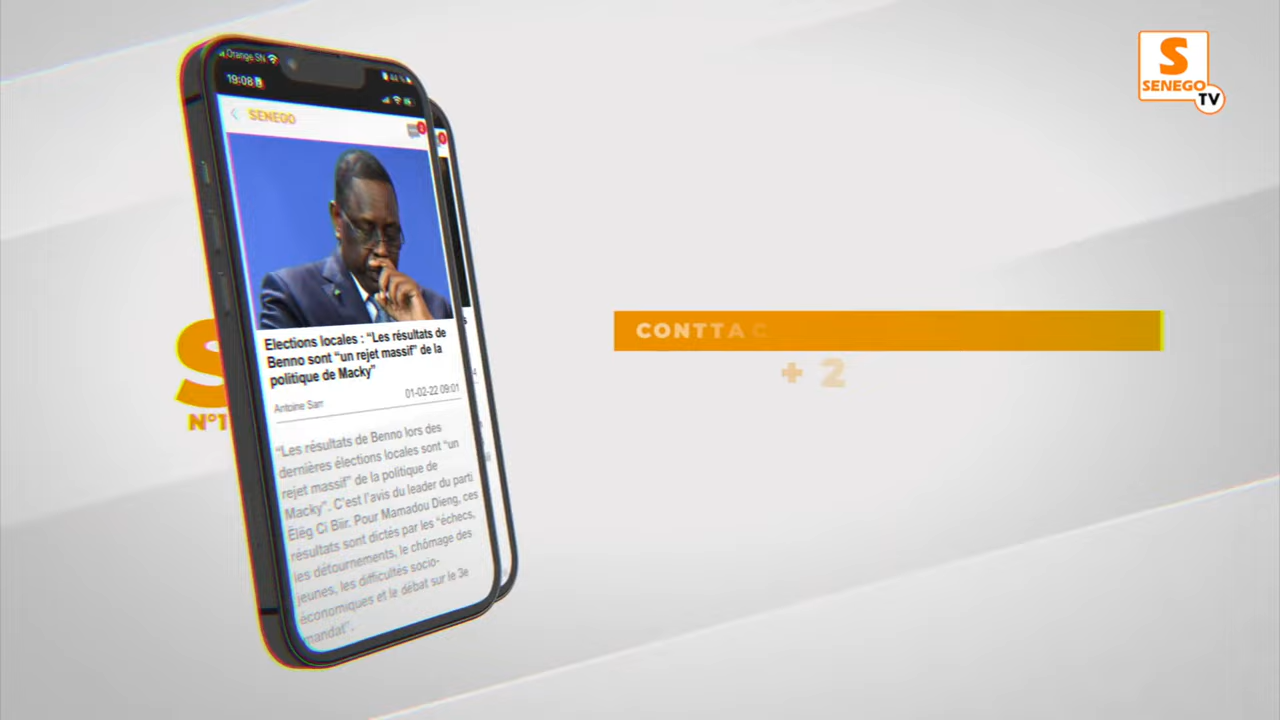 Orange SN
19:08
SENEGO
Elections locales : “Les résultats de
Benno sont “un rejet massif” de la
politique de Macky”
Antoine Sarr
01-02-22 09:01
“Les résultats de Benno lors des
dernières élections locales sont “un
rejet massif” de la politique de
Macky”. C’est l’avis du leader du parti
Ëlëg Ci Biir. Pour Mamadou Dieng, ces
résultats sont dictés par les “échecs,
les détournements, le chômage des
jeunes, les difficultés socio-
économiques et le débat sur le 3e
mandat”.
S
N°1
CONTTAC
+ 2
S
SENEGO
TV